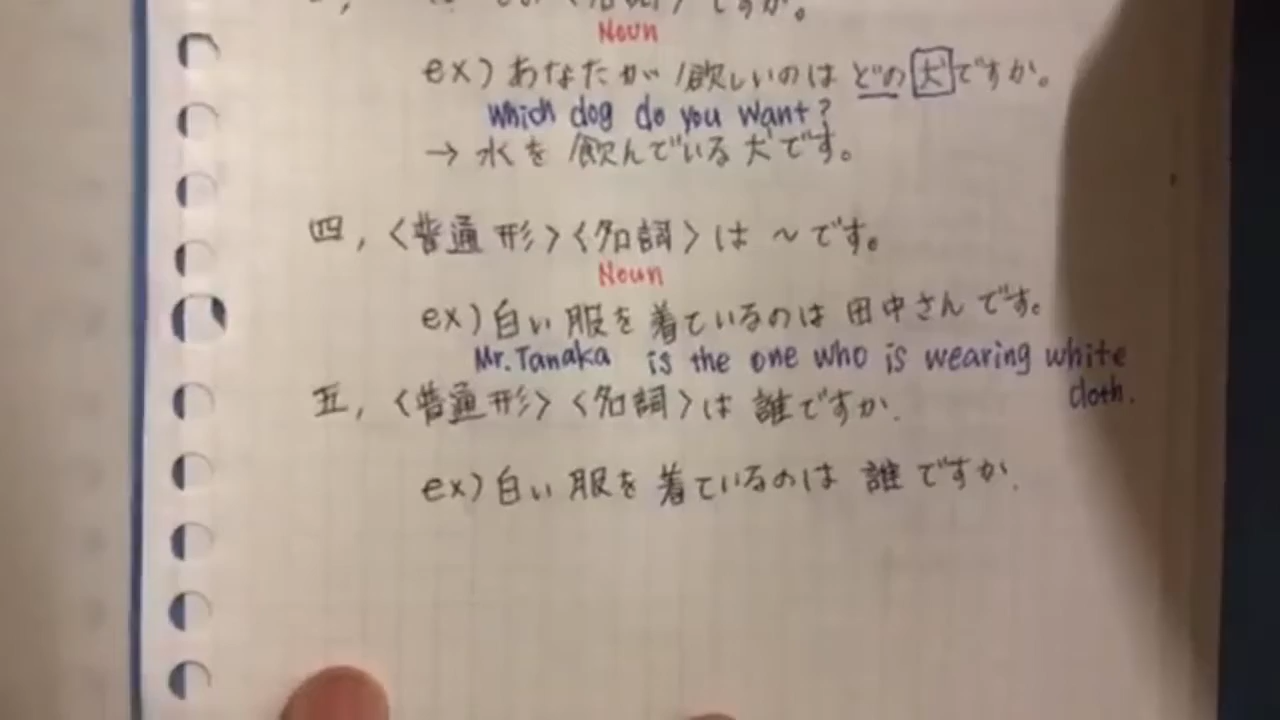 ですか。
Noun
ex) あなたが欲しいのはどの犬ですか。
Which dog do you want?
→ 水を飲んでいる犬です。
四, <普通形><名詞>は ~です。
Noun
ex) 白い服を着ているのは田中さんです。
Mr. Tanaka is the one who is wearing white
cloth.
五, <普通形><名詞>は誰ですか.
ex) 白い服を着ているのは誰ですか.